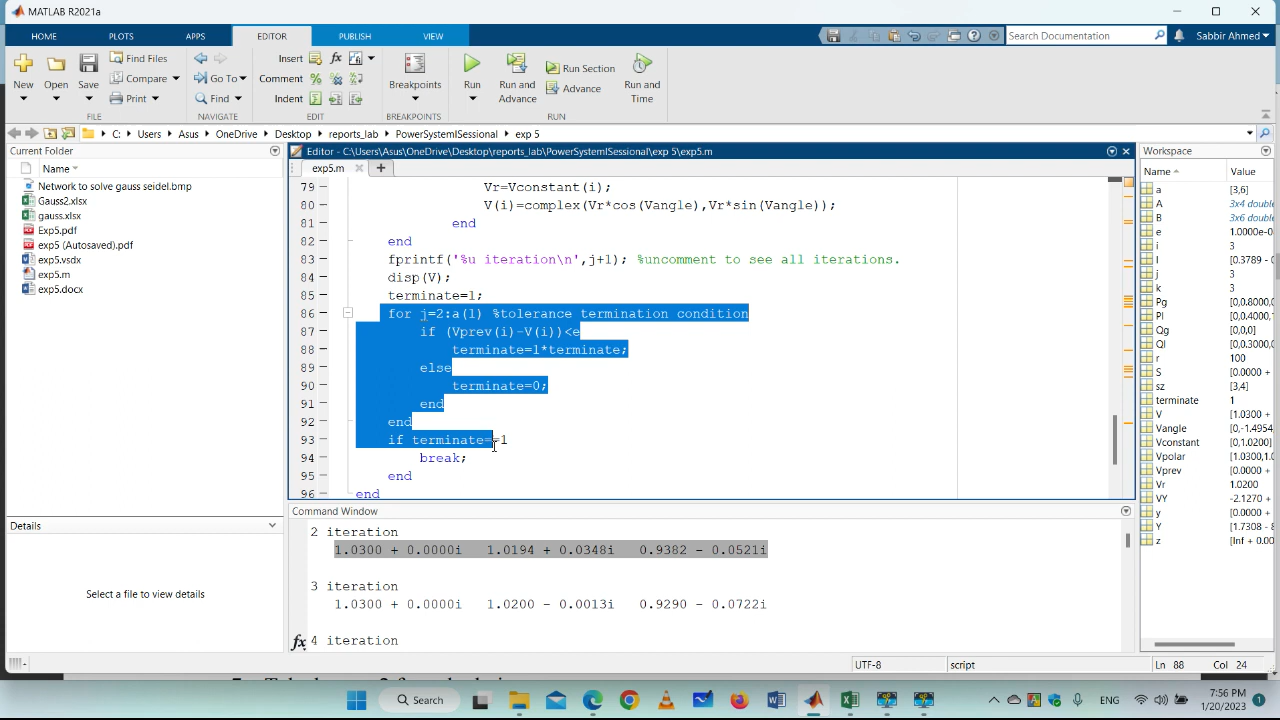 MATLAB R2021a
HOME PLOTS APPS EDITOR PUBLISH VIEW Search Documentation Sabbir Ahmed
New Open Save Find Files Compare Print
Go To Find
Insert fx Comment Indent
Breakpoints Run Run and Advance Run Section Advance Run and Time
FILE NAVIGATE EDIT BREAKPOINTS RUN
C: Users Asus OneDrive Desktop reports_lab PowerSystemISessional exp 5
Current Folder
Name
Network to solve gauss seidel.bmp
Gauss2.xlsx
gauss.xlsx
Exp5.pdf
exp5 (Autosaved).pdf
exp5.vsdx
exp5.m
exp5.docx
Details
Select a file to view details
Editor - C:\Users\Asus\OneDrive\Desktop\reports_lab\PowerSystemISessional\exp 5\exp5.m
exp5.m
79 Vr=Vconstant(i);
80 V(i)=complex(Vr*cos(Vangle),Vr*sin(Vangle));
81 end
82 end
83 fprintf('%u iteration\n',j+1); %uncomment to see all iterations.
84 disp(V);
85 terminate=1;
86 for j=2:a(1) %tolerance termination condition
87 if (Vprev(i)-V(i))<e
88 terminate=1*terminate;
89 else
90 terminate=0;
91 end
92 end
93 if terminate==1
94 break;
95 end
96 end
Command Window
2 iteration
1.0300 + 0.0000i 1.0194 + 0.0348i 0.9382 - 0.0521i
3 iteration
1.0300 + 0.0000i 1.0200 - 0.0013i 0.9290 - 0.0722i
fx 4 iteration
Workspace
Name Value
a [3,6]
A 3x4 double
B 3x6 double
e 1.0000e-0
i 3
I [0.3789 - 0
j 3
k 3
Pg [0,0.8000,0
Pl [0,0.4000,0
Qg [0,0,0]
Ql [0,0.3000,0
r 100
S [0.0000 +
sz [3,4]
terminate 1
V [1.0300 +
Vangle [0,-1.4954
Vconstant [0,1.0200]
Vpolar [1.0300,1.0
Vprev [0.0000 +
Vr 1.0200
VY -2.1270 +
y [0.0000 +
Y [1.7308 - 8
z [Inf + 0.00
UTF-8 script Ln 88 Col 24
Search ENG 7:56 PM
1/20/2023